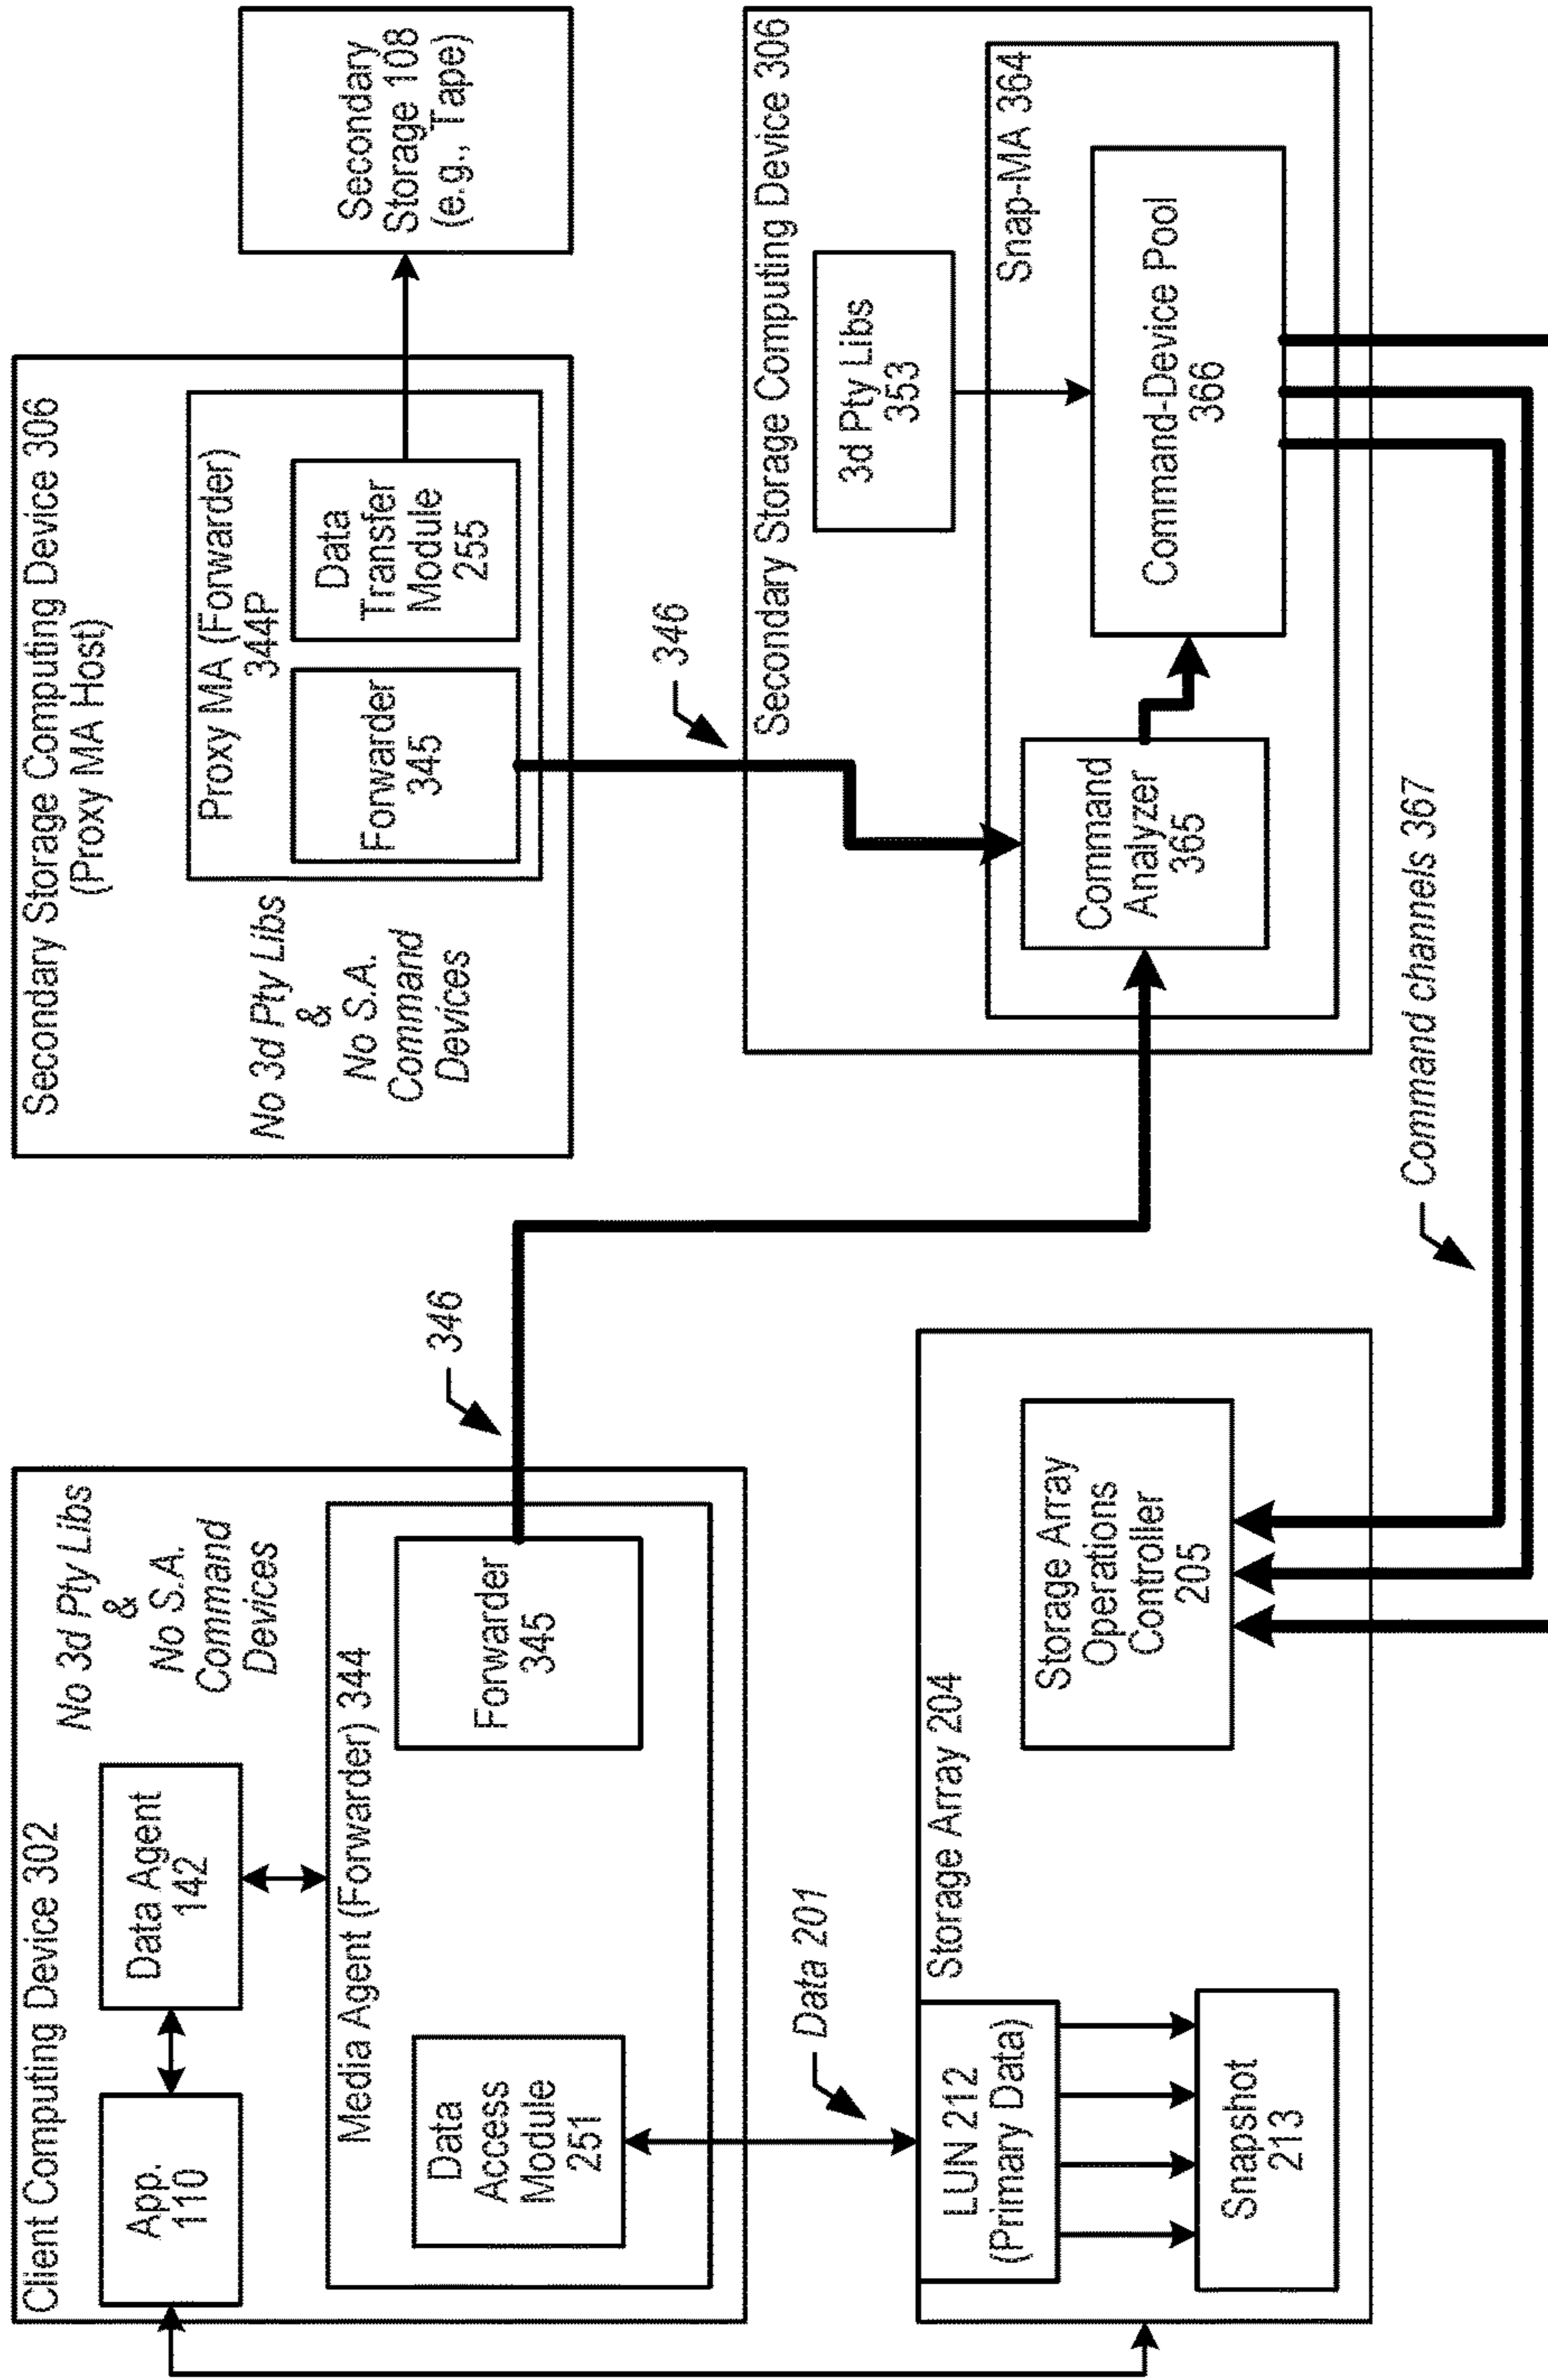 Client Computing Device 302
App.
110
Data Agent
142
No 3d Pty Libs
&
No S.A.
Command
Devices
Media Agent (Forwarder) 344
Data
Access
Module
251
Forwarder
345
346
Data 201
Storage Array 204
LUN 212
(Primary Data)
Snapshot
213
Storage Array
Operations
Controller
205
Secondary Storage Computing Device 306
(Proxy MA Host)
No 3d Pty Libs
&
No S.A.
Command
Devices
Proxy MA (Forwarder)
344P
Forwarder
345
Data
Transfer
Module
255
Secondary
Storage 108
(e.g., Tape)
346
Secondary Storage Computing Device 306
3d Pty Libs
353
Snap-MA 364
Command
Analyzer
365
Command-Device Pool
366
Command channels 367